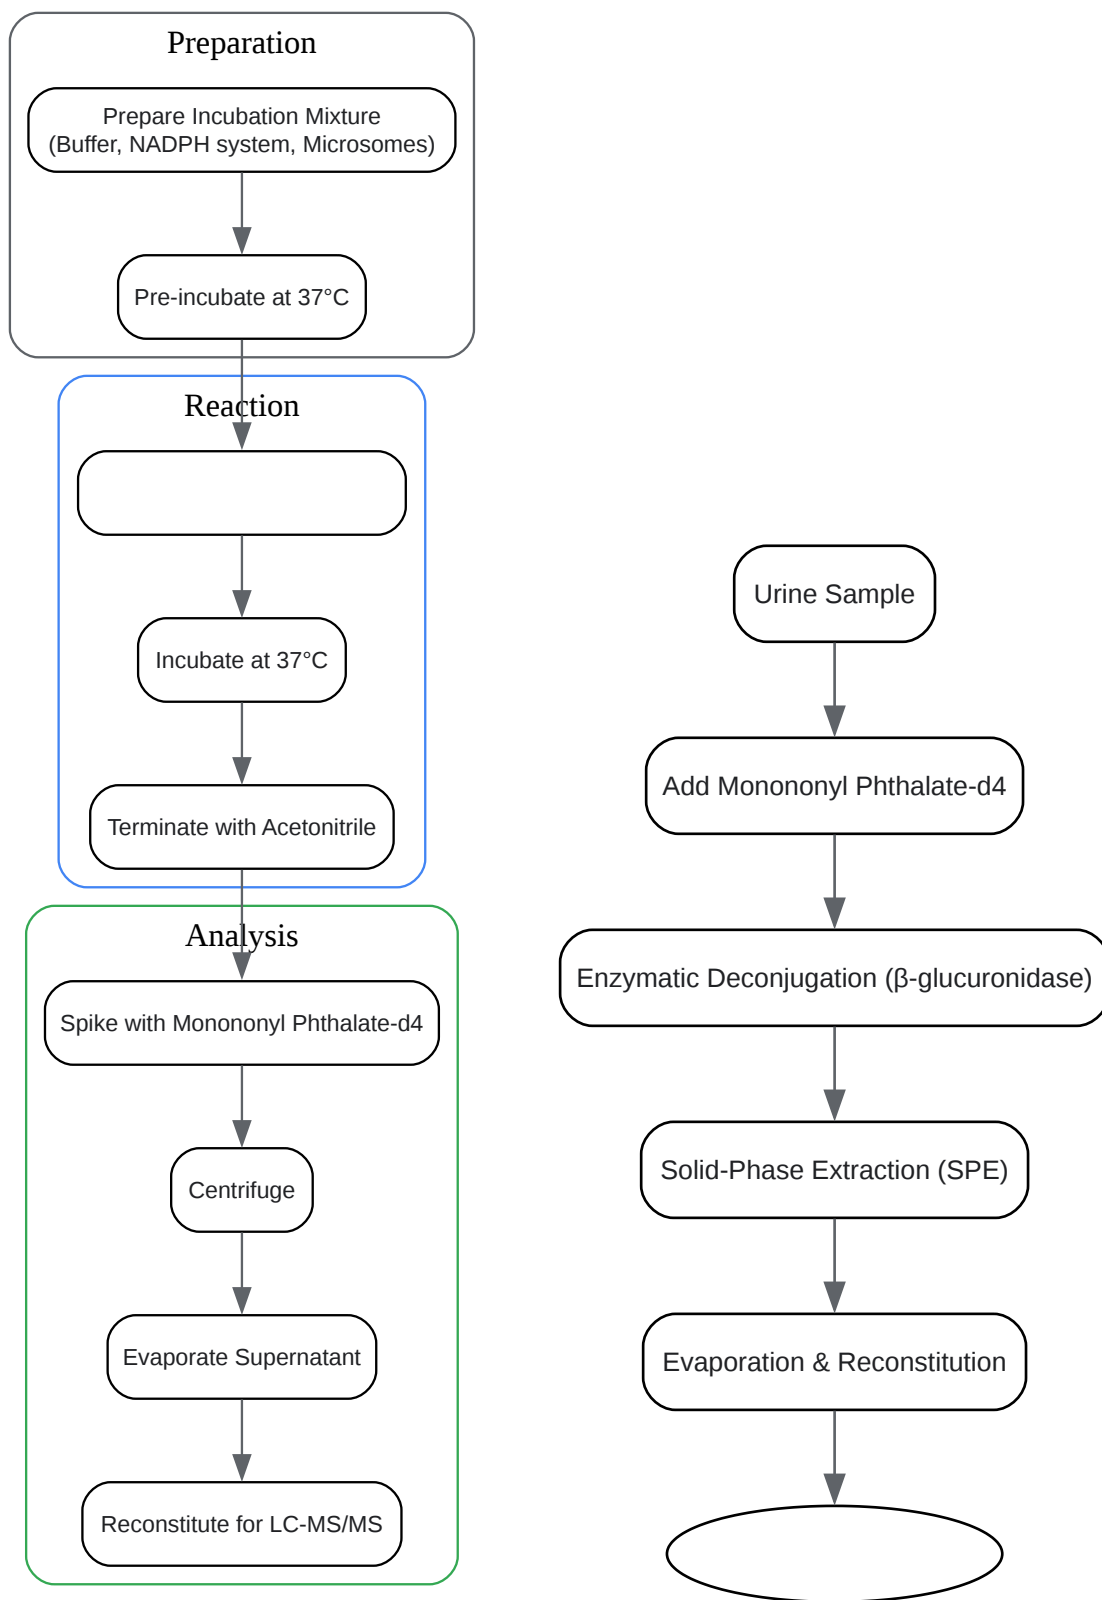 Preparation
Prepare Incubation Mixture
(Buffer, NADPH system, Microsomes)
Pre-incubate at 37°C
Reaction
Incubate at 37°C
Terminate with Acetonitrile
Analysis
Spike with Monononyl Phthalate-d4
Centrifuge
Evaporate Supernatant
Reconstitute for LC-MS/MS
Urine Sample
Add Monononyl Phthalate-d4
Enzymatic Deconjugation (β-glucuronidase)
Solid-Phase Extraction (SPE)
Evaporation & Reconstitution